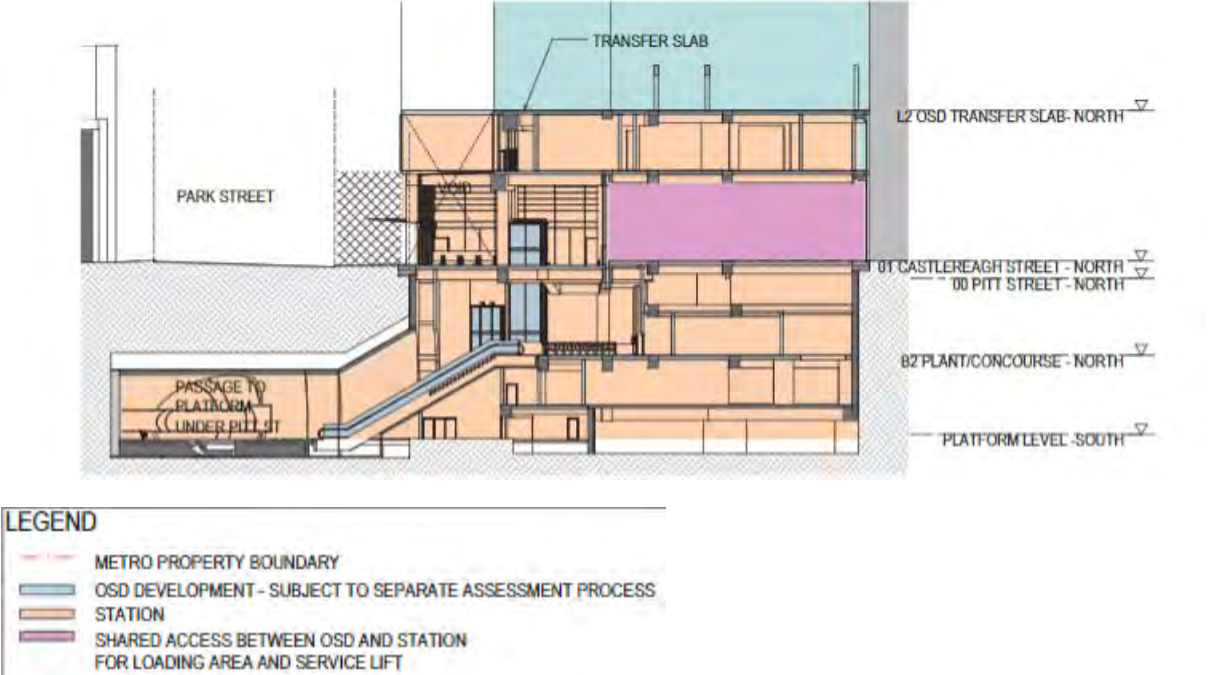 TRANSFER SLAB
L2 OSD TRANSFER SLAB- NORTH
PARK STREET
VOID
01 CASTLEREAGH STREET - NORTH
00 PITT STREET - NORTH
B2 PLANT/CONCOURSE - NORTH
PASSAGE TO
PLATFORM
UNDER PITT ST
PLATFORM LEVEL -SOUTH
LEGEND
METRO PROPERTY BOUNDARY
OSD DEVELOPMENT - SUBJECT TO SEPARATE ASSESSMENT PROCESS
STATION
SHARED ACCESS BETWEEN OSD AND STATION
FOR LOADING AREA AND SERVICE LIFT